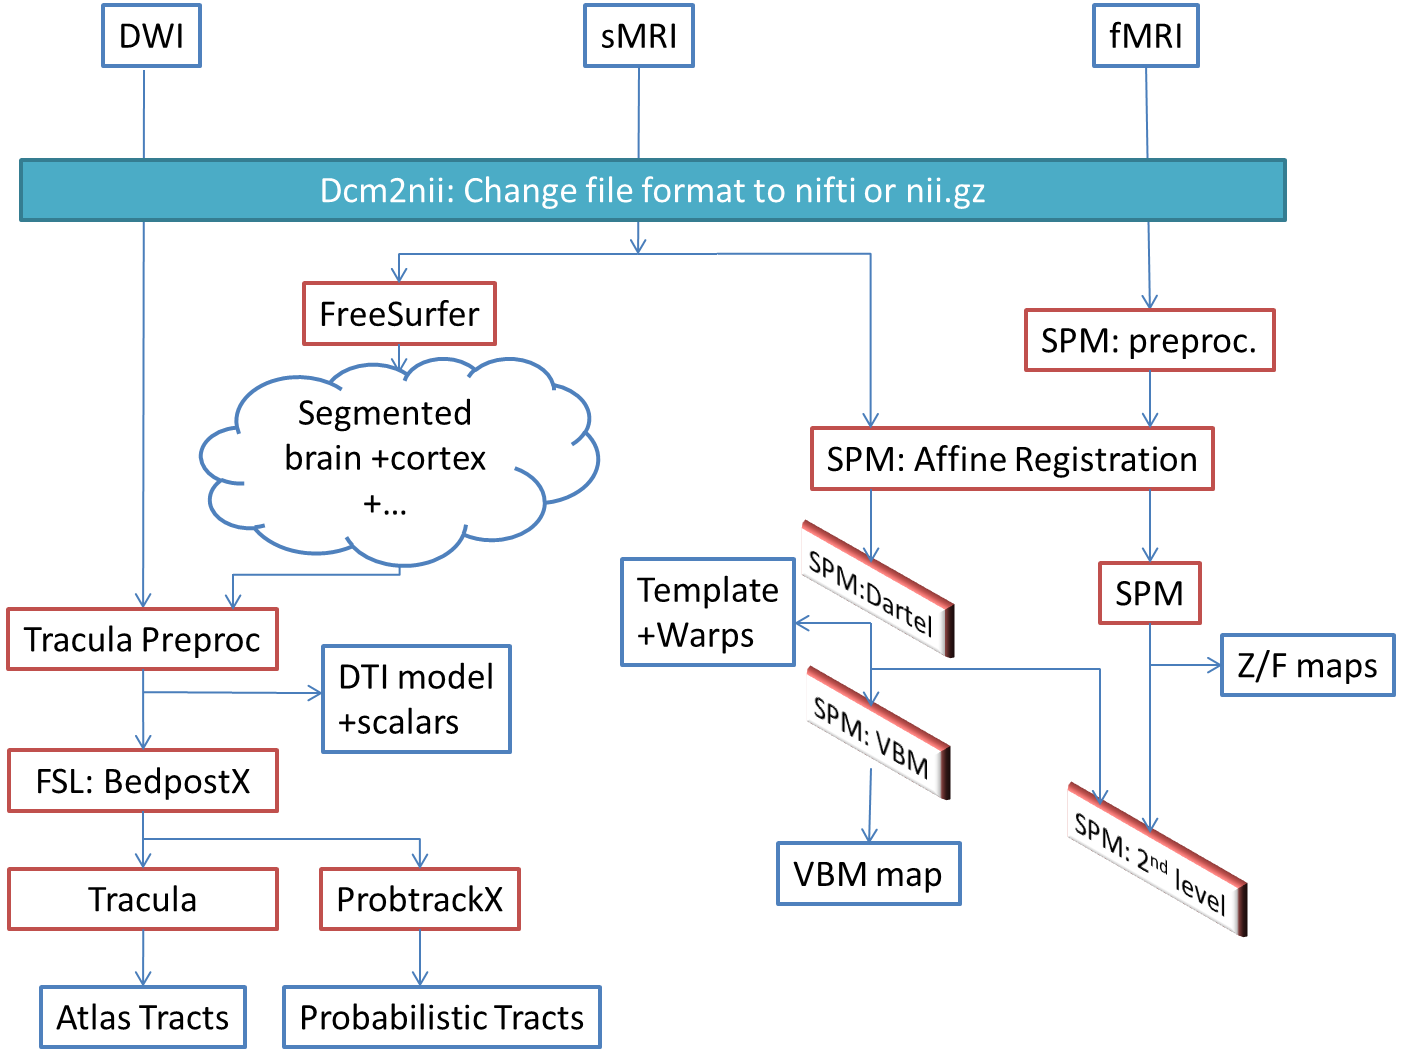 DWI
sMRI
fMRI
Dcm2nii: Change file format to nifti or nii.gz
FreeSurfer
SPM: preproc.
Segmented
brain +cortex
+...
SPM: Affine Registration
SPM:Dartel
Template
+Warps
SPM
Tracula Preproc
DTI model
+scalars
Z/F maps
SPM: VBM
FSL: BedpostX
VBM map
SPM: 2nd level
Tracula
ProbtrackX
Atlas Tracts
Probabilistic Tracts